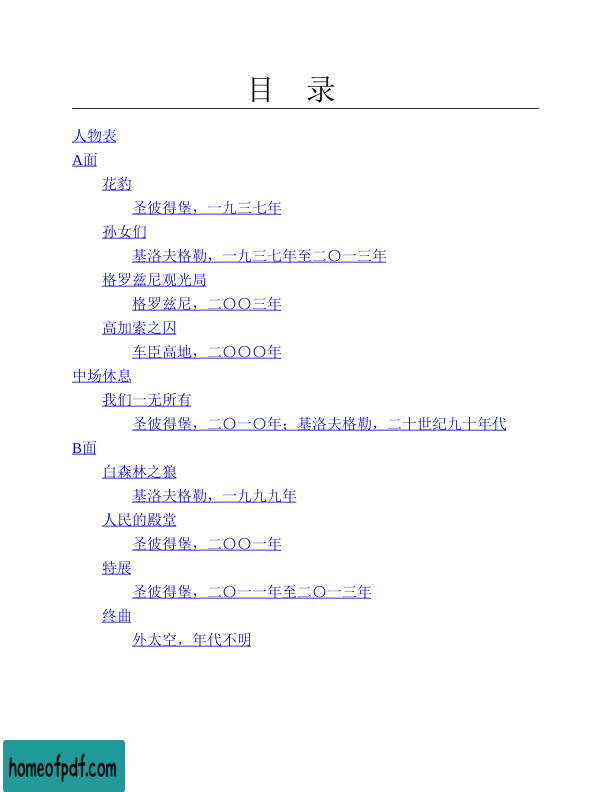 目 录
人物表
A面
花豹
圣彼得堡，一九三七年
孙女们
基洛夫格勒，一九三七年至二〇一三年
格罗兹尼观光局
格罗兹尼，二〇〇三年
高加索之囚
车臣高地，二〇〇〇年
中场休息
我们一无所有
圣彼得堡，二〇一〇年；基洛夫格勒，二十世纪九十年代
B面
白森林之狼
基洛夫格勒，一九九九年
人民的殿堂
圣彼得堡，二〇〇一年
特展
圣彼得堡，二〇一一年至二〇一三年
终曲
外太空，年代不明
homeofpdf.com